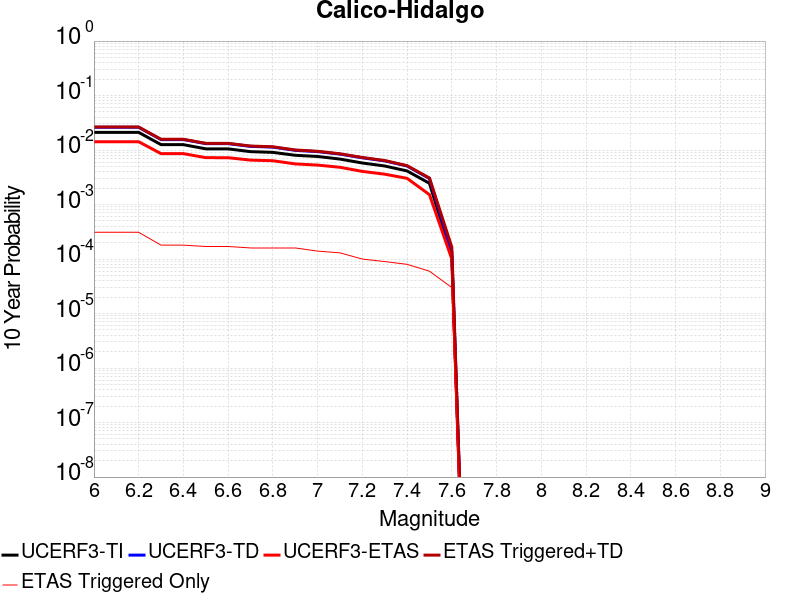 Calico-Hidalgo
10^0
10^-1
10^-2
10^-3
10^-4
10^-5
10^-6
10^-7
10^-8
10 Year Probability
6 6.2 6.4 6.6 6.8 7 7.2 7.4 7.6 7.8 8 8.2 8.4 8.6 8.8 9
Magnitude
UCERF3-TI UCERF3-TD UCERF3-ETAS ETAS Triggered+TD
ETAS Triggered Only